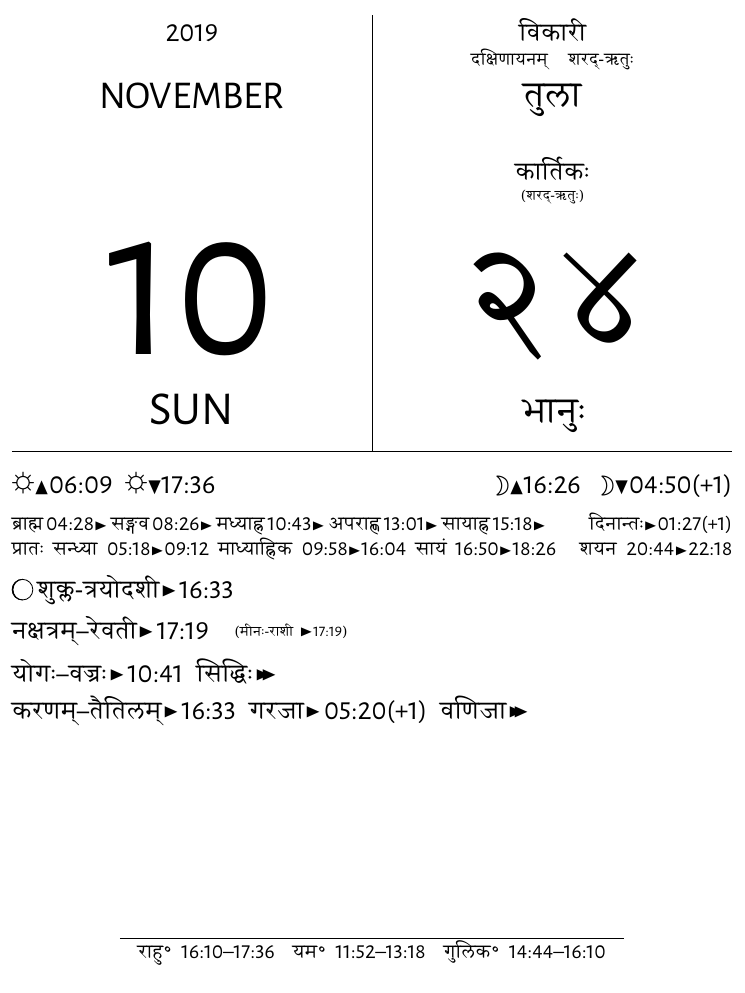 2019
NOVEMBER
10
SUN
विकारी
दक्षिणायनम् शरद्-ऋतुः
तुला
कार्तिकः
(शरद्-ऋतुः)
२४
भानुः
☼▲06:09 ☼▼17:36 ☽▲16:26 ☽▼04:50(+1)
ब्राह्म 04:28► सङ्गव 08:26► मध्याह्न 10:43► अपराह्ण 13:01► सायाह्न 15:18► दिनान्तः►01:27(+1)
प्रातः सन्ध्या 05:18►09:12 माध्याह्निक 09:58►16:04 सायं 16:50►18:26 शयन 20:44►22:18
शुक्ल-त्रयोदशी►16:33
नक्षत्रम्–रेवती►17:19 (मीनः-राशी ►17:19)
योगः–वज्रः►10:41 सिद्धिः►►
करणम्–तैतिलम्►16:33 गरजा►05:20(+1) वणिजा►►
राहु॰ 16:10–17:36 यम॰ 11:52–13:18 गुलिक॰ 14:44–16:10